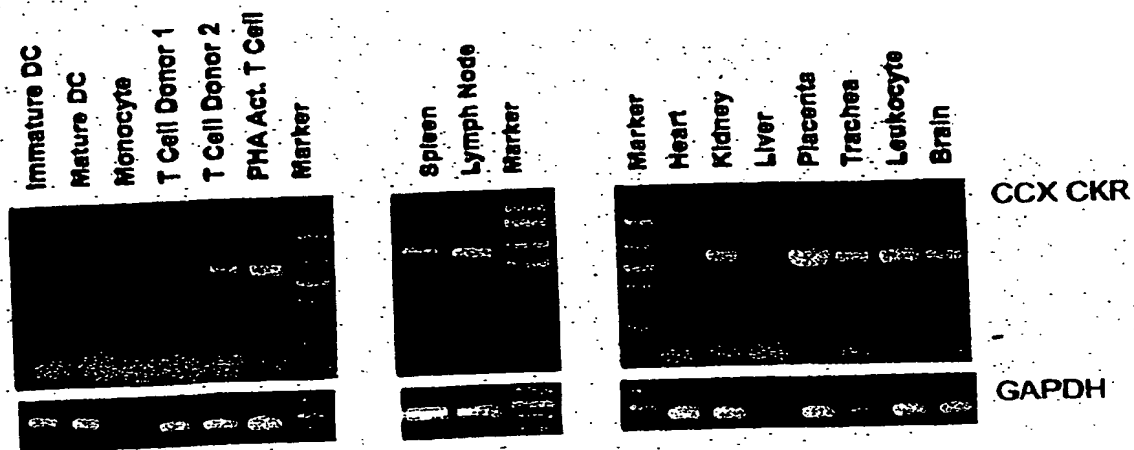 Immature DC
Mature DC
Monocyte
T Cell Donor 1
T Cell Donor 2
PHA Act. T Cell
Marker
Spleen
Lymph Node
Marker
Marker
Heart
Kidney
Liver
Placenta
Trachea
Leukocyte
Brain
CCX CKR
GAPDH